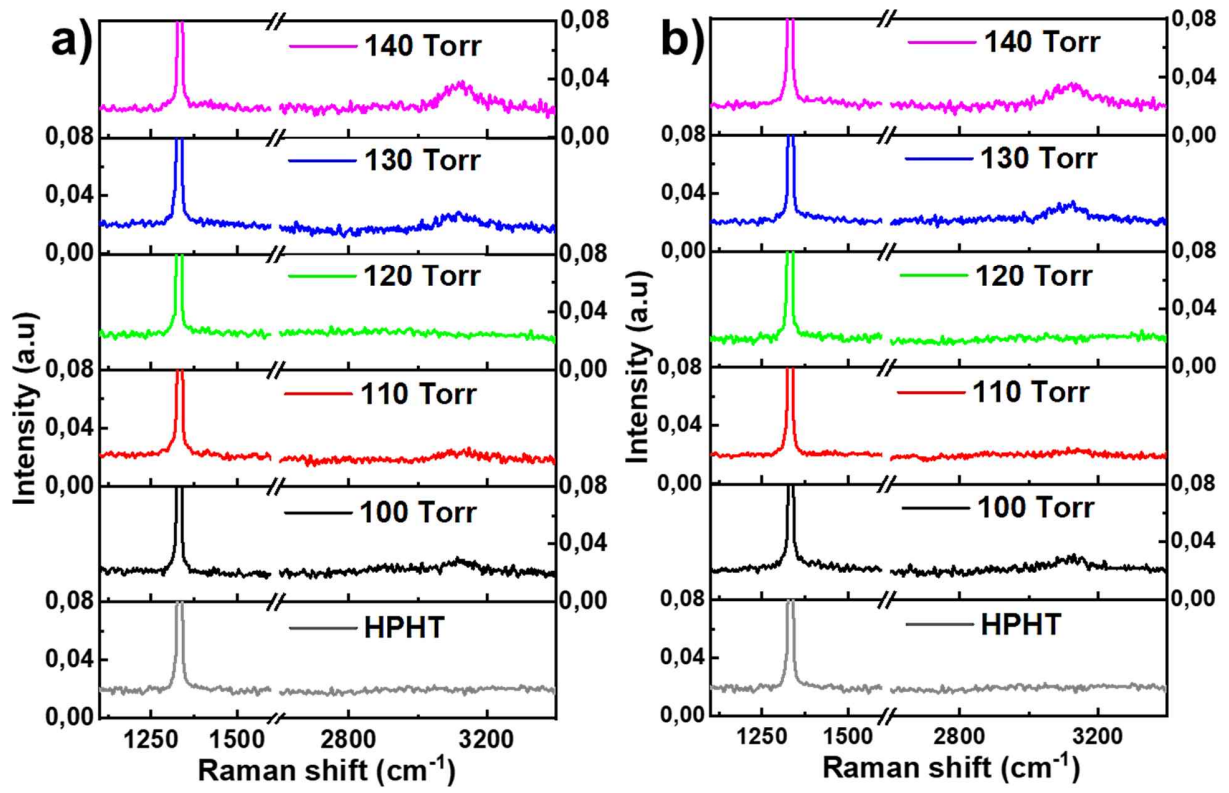 a)
140 Torr
0,08
0,04
0,00
130 Torr
0,08
0,04
0,00
120 Torr
0,08
0,04
0,00
110 Torr
0,08
0,04
0,00
100 Torr
0,08
0,04
0,00
HPHT
0,08
0,04
0,00
Intensity (a.u)
1250 1500 2800 3200
Raman shift (cm⁻¹)
b)
140 Torr
0,08
0,04
0,00
130 Torr
0,08
0,04
0,00
120 Torr
0,08
0,04
0,00
110 Torr
0,08
0,04
0,00
100 Torr
0,08
0,04
0,00
HPHT
0,08
0,04
0,00
Intensity (a.u)
1250 1500 2800 3200
Raman shift (cm⁻¹)